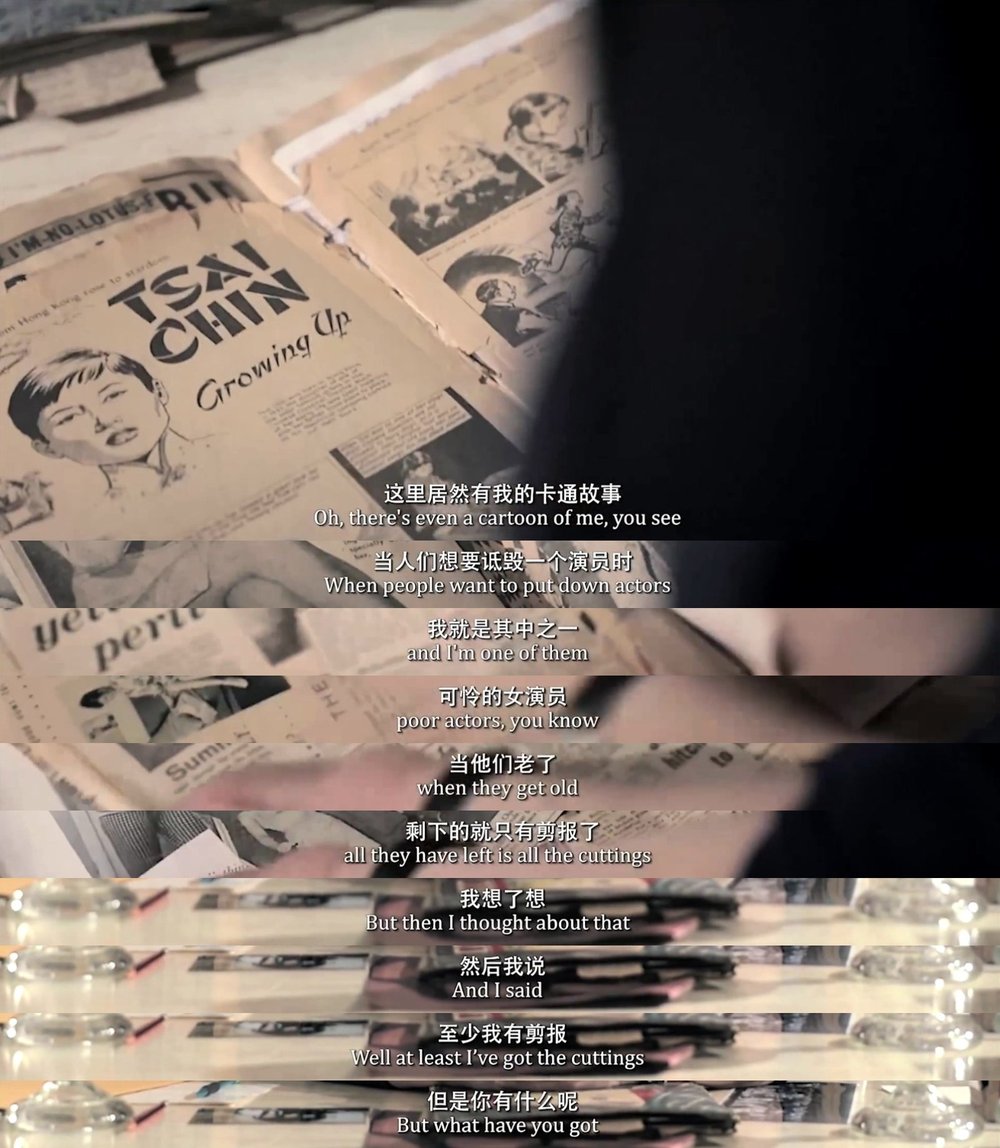 I'M-NO-LOTUS-F
TSAI
CHIN
Growing Up
这里居然有我的卡通故事
Oh, there's even a cartoon of me, you see
当人们想要诋毁一个演员时
When people want to put down actors
我就是其中之一
and I'm one of them
可怜的女演员
poor actors, you know
当他们老了
when they get old
剩下的就只有剪报了
all they have left is all the cuttings
我想了想
But then I thought about that
然后我说
And I said
至少我有剪报
Well at least I've got the cuttings
但是你有什么呢
But what have you got